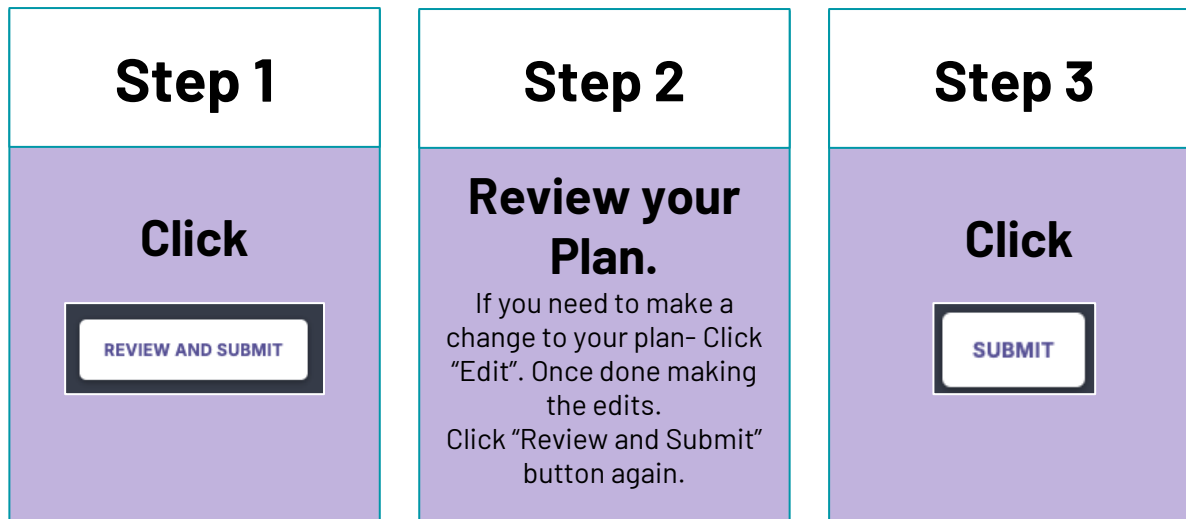 Step 1
Click
REVIEW AND SUBMIT
Step 2
Review your
Plan.
If you need to make a
change to your plan- Click
“Edit”. Once done making
the edits.
Click “Review and Submit”
button again.
Step 3
Click
SUBMIT